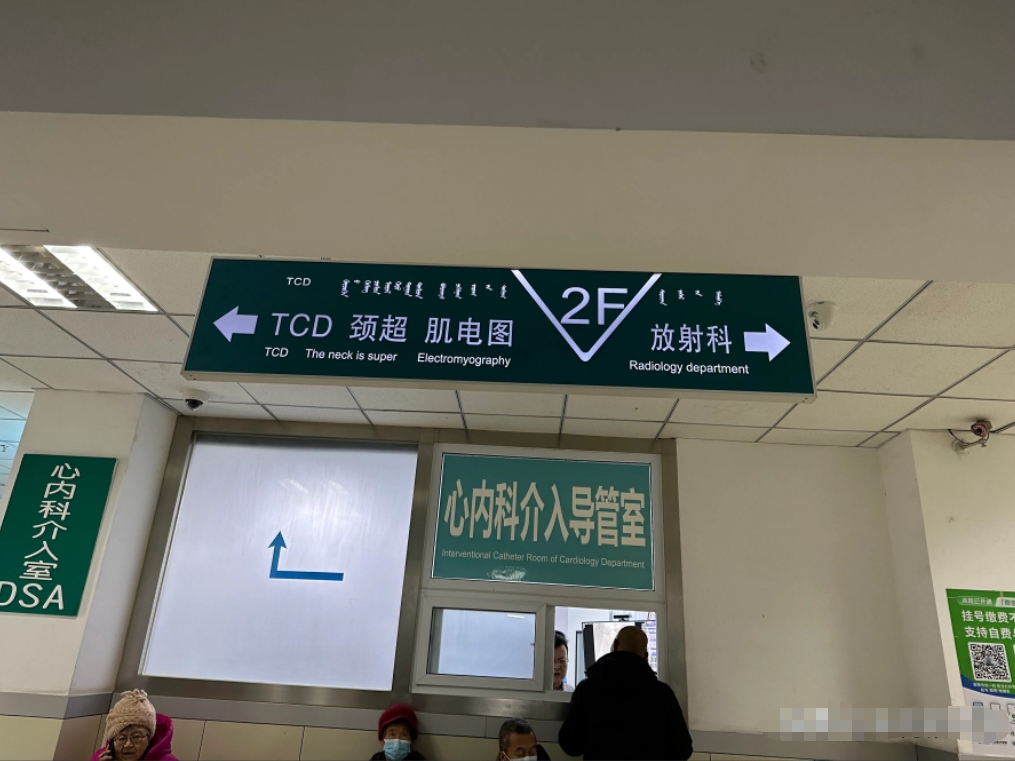 TCD
TCD 颈超 肌电图
TCD The neck is super Electromyography
2F
放射科
Radiology department
心内科介入室
DSA
心内科介入导管室
Interventional Catheter Room of Cardiology Department
挂号缴费不
支持自费